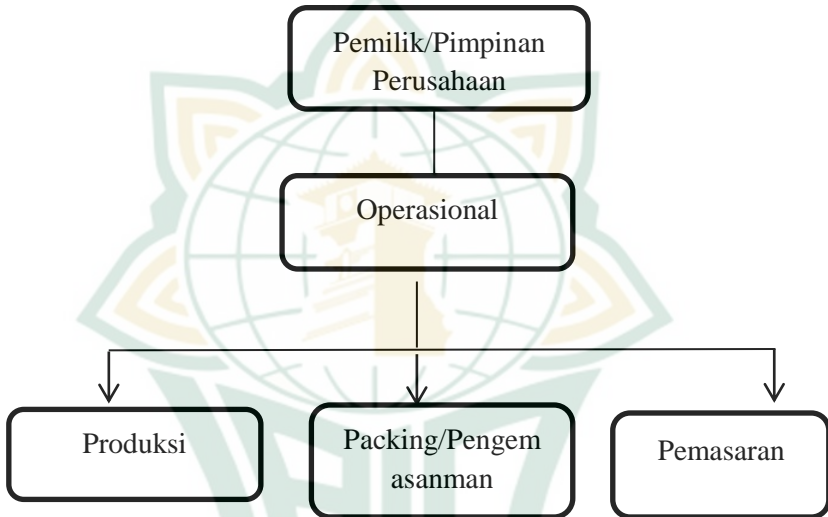 Pemilik/Pimpinan
Perusahaan
Operasional
Produksi
Packing/Pengem
asanman
Pemasaran